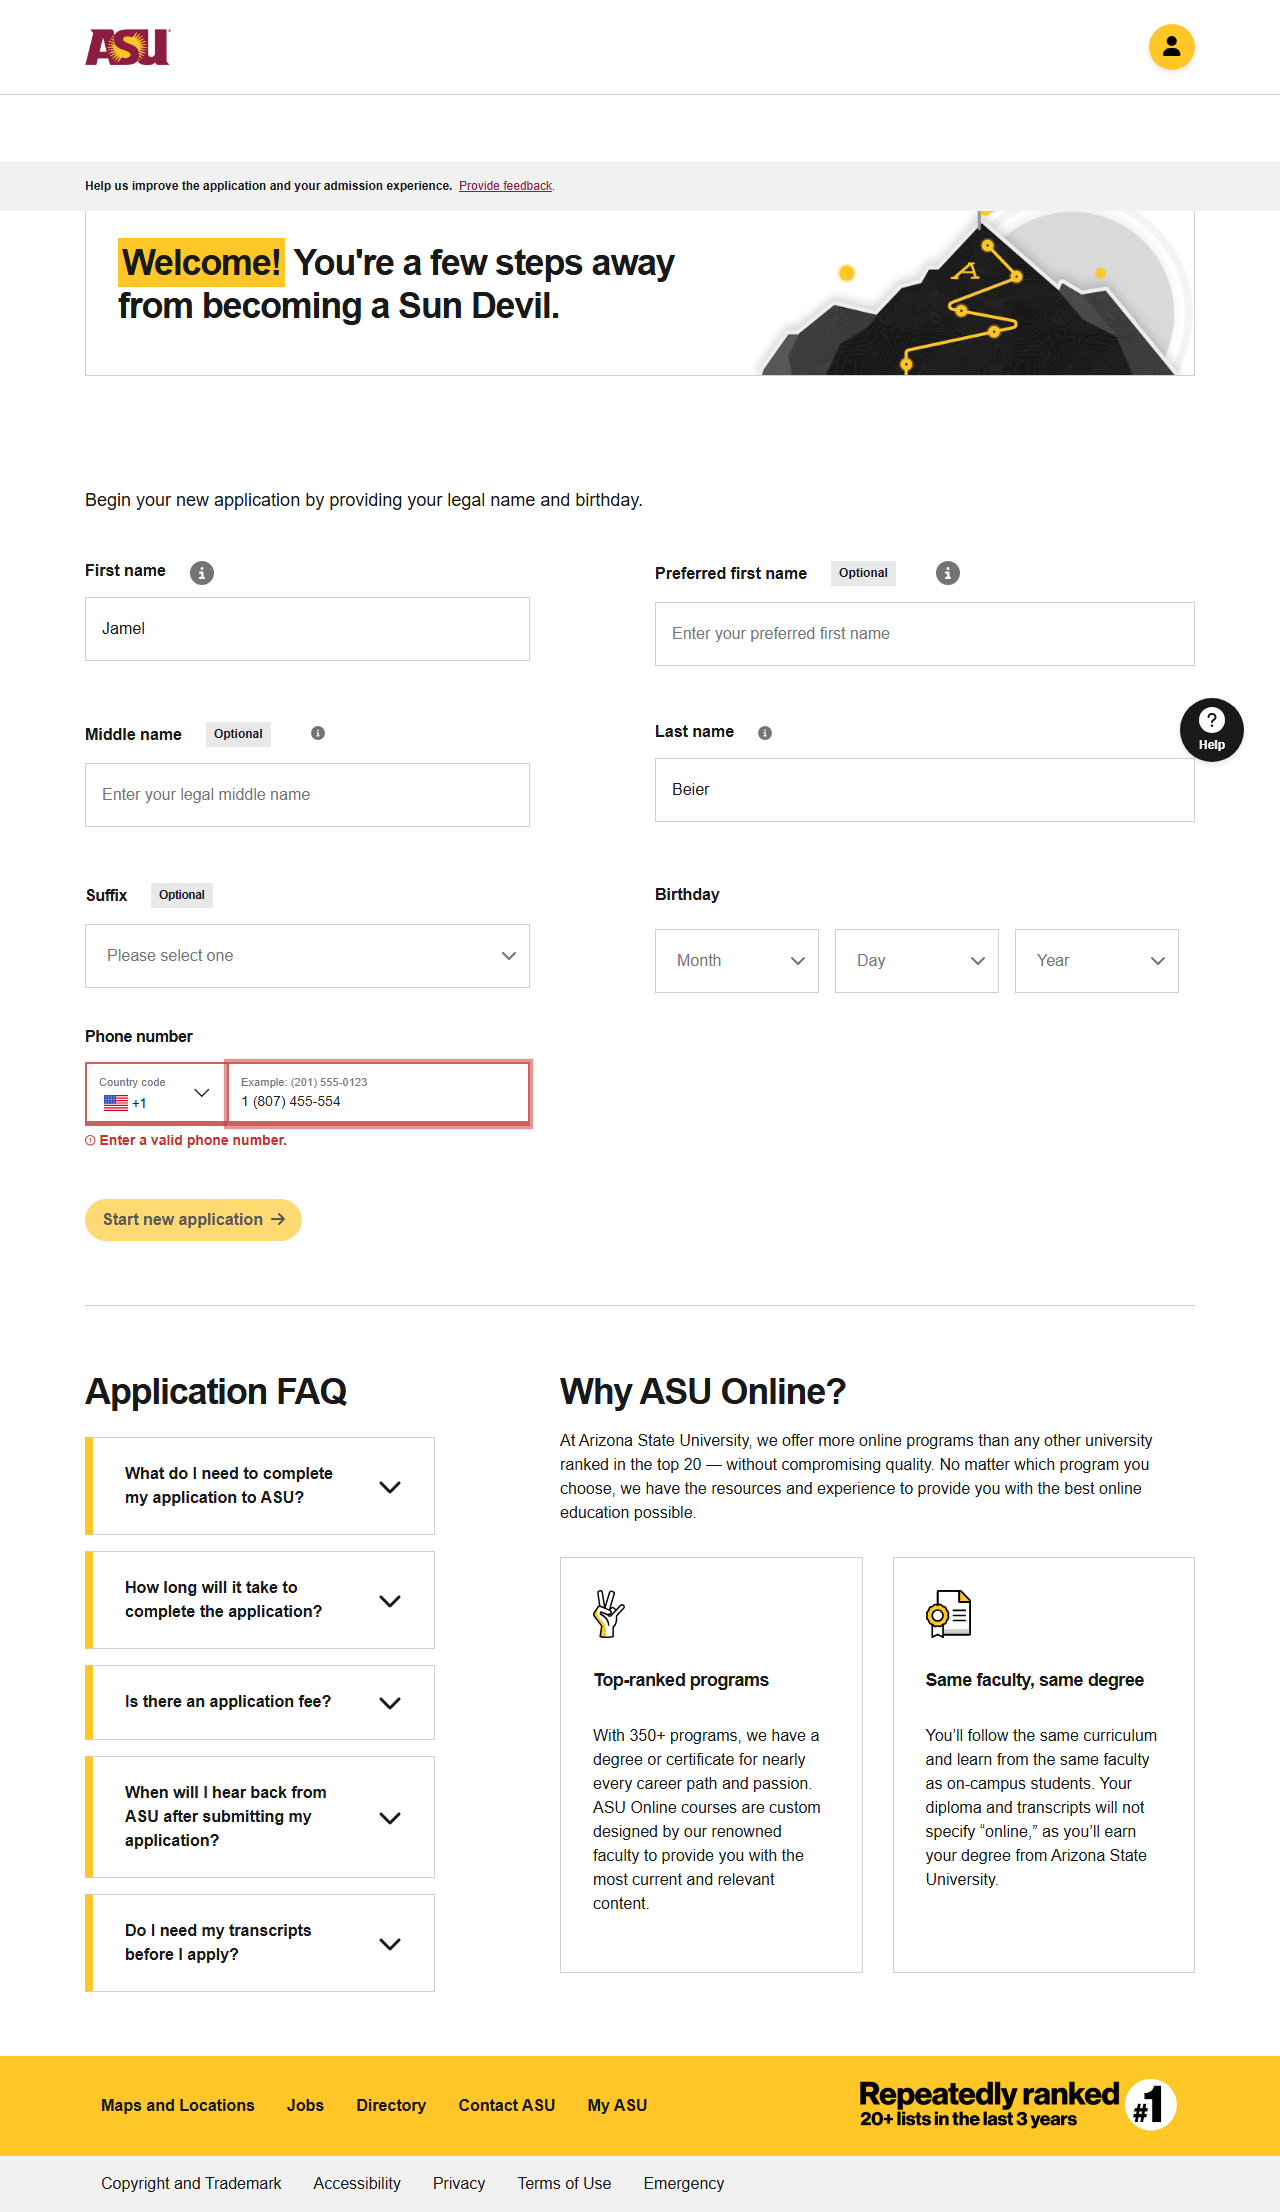 ASU
Help us improve the application and your admission experience. Provide feedback.
Welcome! You're a few steps away
from becoming a Sun Devil.
A
Begin your new application by providing your legal name and birthday.
First name
Jamel
Preferred first name Optional
Enter your preferred first name
Middle name Optional
Enter your legal middle name
Last name
Beier
Help
Suffix Optional
Please select one
Birthday
Month Day Year
Phone number
Country code
+1
Example: (201) 555-0123
1 (807) 455-554
Enter a valid phone number.
Start new application
Application FAQ
What do I need to complete
my application to ASU?
How long will it take to
complete the application?
Is there an application fee?
When will I hear back from
ASU after submitting my
application?
Do I need my transcripts
before I apply?
Why ASU Online?
At Arizona State University, we offer more online programs than any other university
ranked in the top 20 — without compromising quality. No matter which program you
choose, we have the resources and experience to provide you with the best online
education possible.
Top-ranked programs
With 350+ programs, we have a
degree or certificate for nearly
every career path and passion.
ASU Online courses are custom
designed by our renowned
faculty to provide you with the
most current and relevant
content.
Same faculty, same degree
You’ll follow the same curriculum
and learn from the same faculty
as on-campus students. Your
diploma and transcripts will not
specify “online,” as you’ll earn
your degree from Arizona State
University.
Maps and Locations Jobs Directory Contact ASU My ASU
Repeatedly ranked
20+ lists in the last 3 years
#1
Copyright and Trademark Accessibility Privacy Terms of Use Emergency